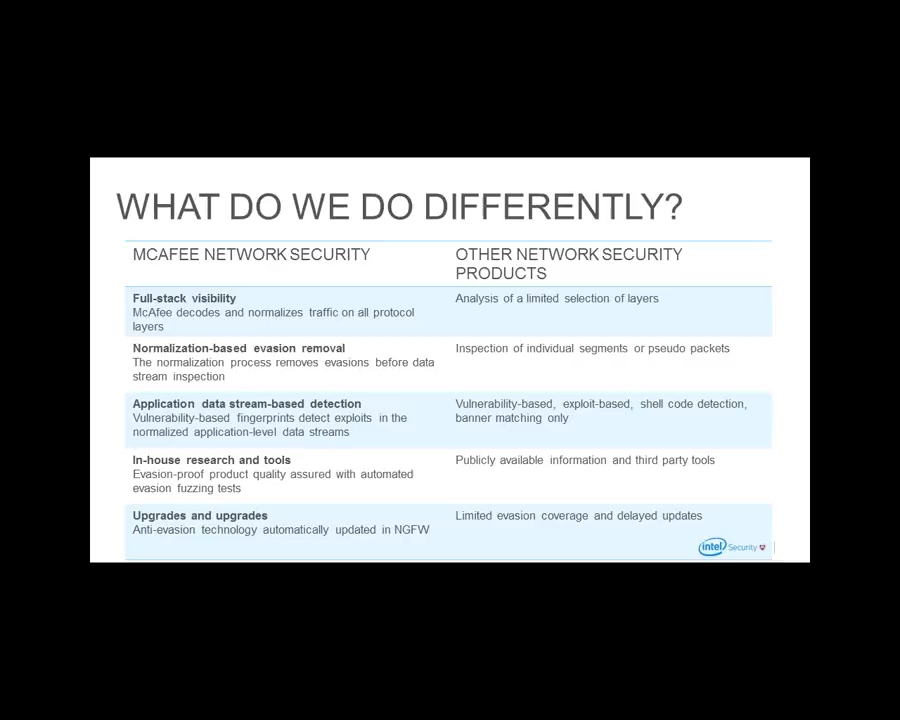 WHAT DO WE DO DIFFERENTLY?
MCAFEE NETWORK SECURITY
OTHER NETWORK SECURITY
PRODUCTS
Full-stack visibility
McAfee decodes and normalizes traffic on all protocol
layers
Analysis of a limited selection of layers
Normalization-based evasion removal
The normalization process removes evasions before data
stream inspection
Inspection of individual segments or pseudo packets
Application data stream-based detection
Vulnerability-based fingerprints detect exploits in the
normalized application-level data streams
Vulnerability-based, exploit-based, shell code detection,
banner matching only
In-house research and tools
Evasion-proof product quality assured with automated
evasion fuzzing tests
Publicly available information and third party tools
Upgrades and upgrades
Anti-evasion technology automatically updated in NGFW
Limited evasion coverage and delayed updates
intel Security